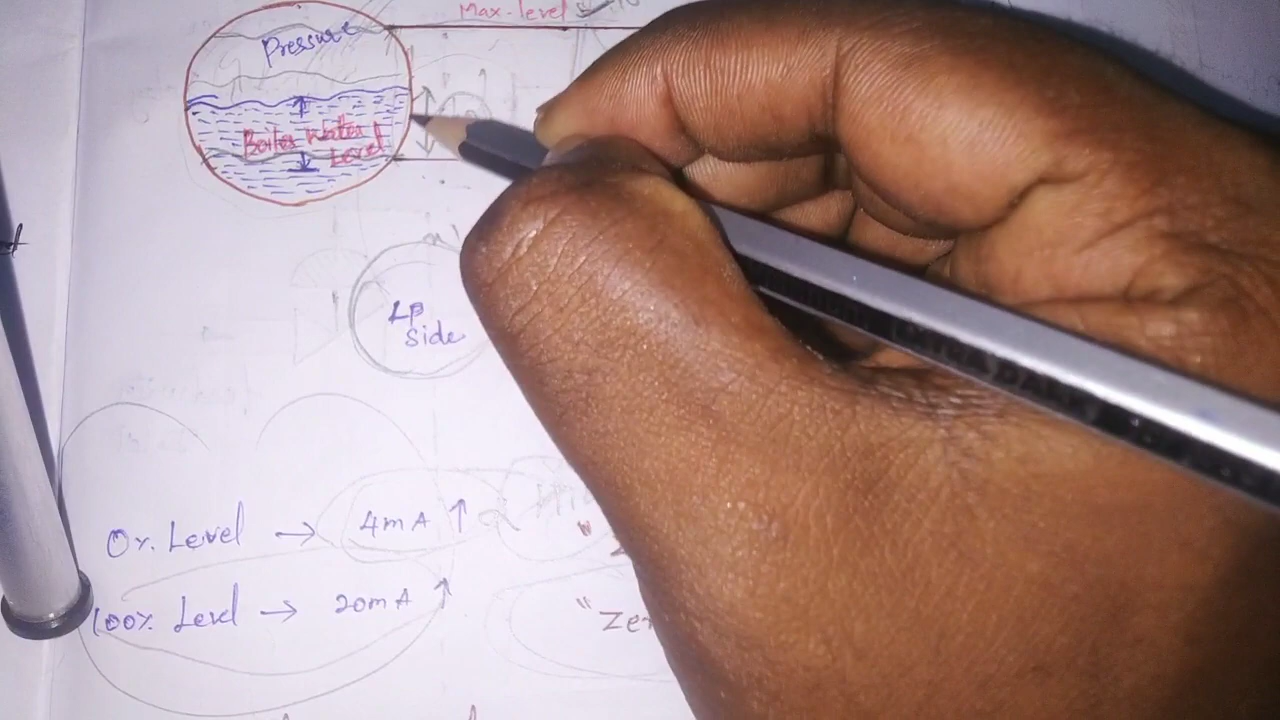 Max-level
Pressure
Boiler water
Level
LP
side
0%. Level → 4mA ↑
100%. Level → 20mA ↑
"
"Zer